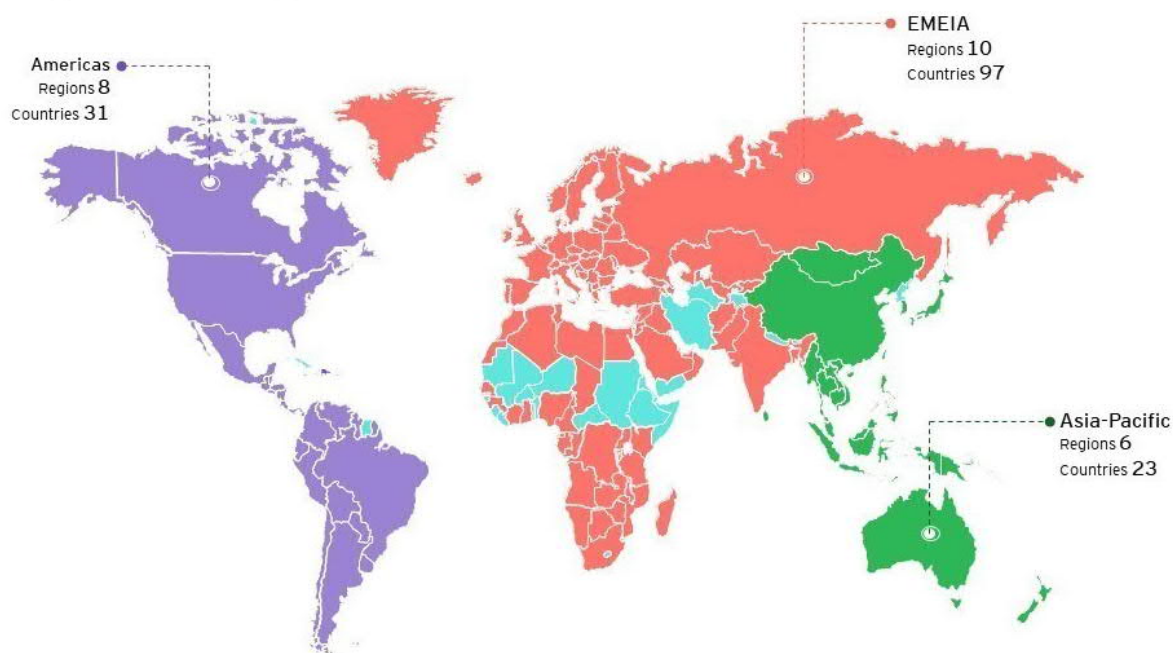 EMEIA
Regions 10
Countries 97
Americas
Regions 8
Countries 31
Asia-Pacific
Regions 6
Countries 23